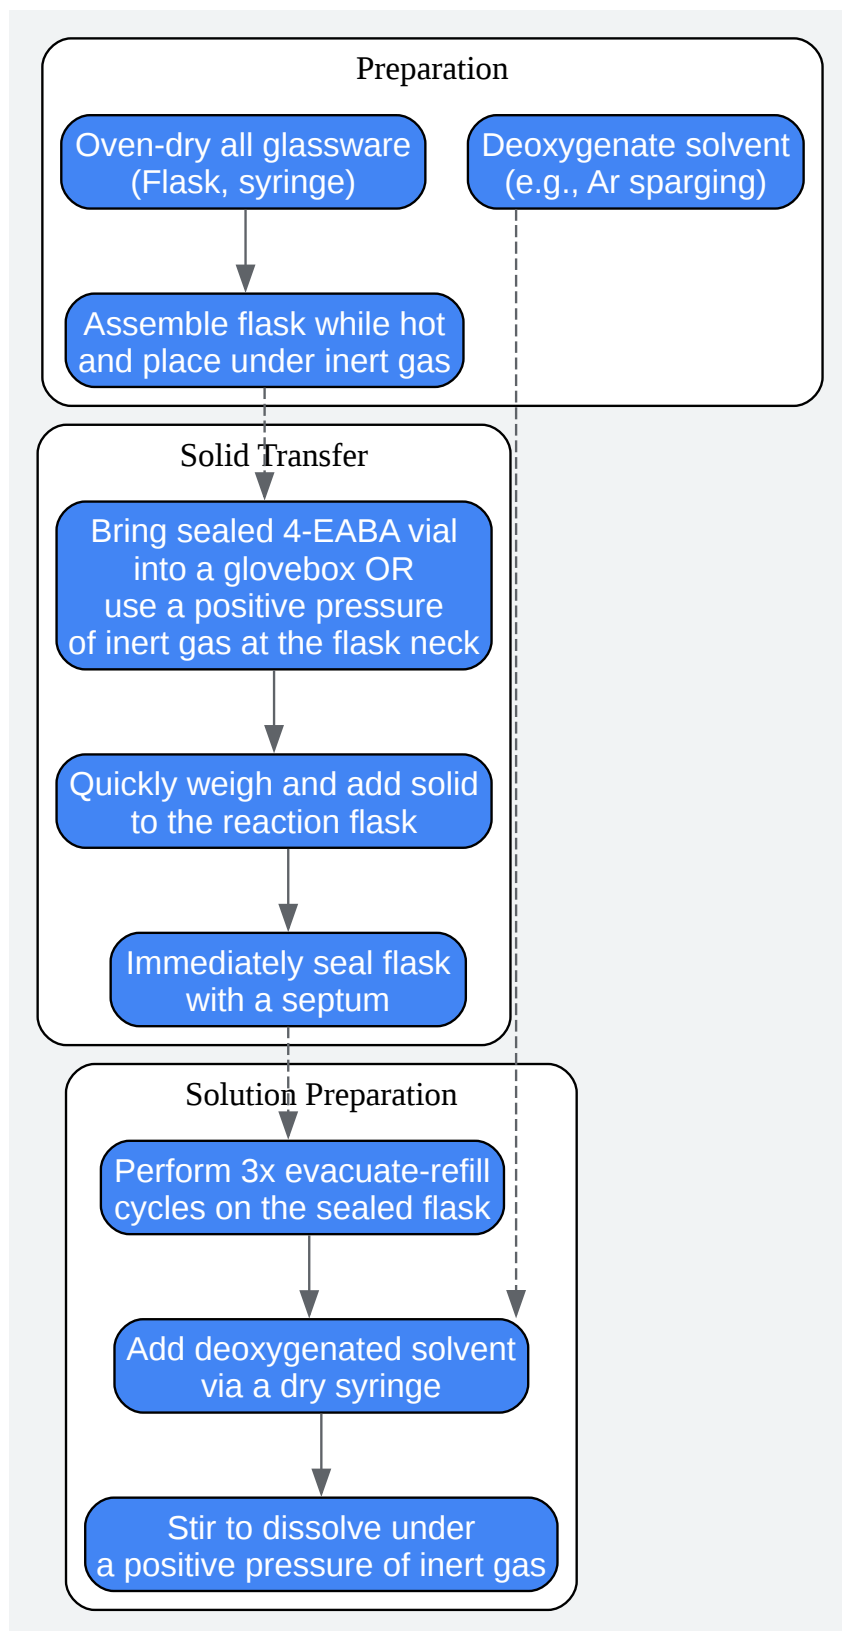 Preparation
Oven-dry all glassware
(Flask, syringe)
Deoxygenate solvent
(e.g., Ar sparging)
Assemble flask while hot
and place under inert gas
Solid Transfer
Bring sealed 4-EABA vial
into a glovebox OR
use a positive pressure
of inert gas at the flask neck
Quickly weigh and add solid
to the reaction flask
Immediately seal flask
with a septum
Solution Preparation
Perform 3x evacuate-refill
cycles on the sealed flask
Add deoxygenated solvent
via a dry syringe
Stir to dissolve under
a positive pressure of inert gas